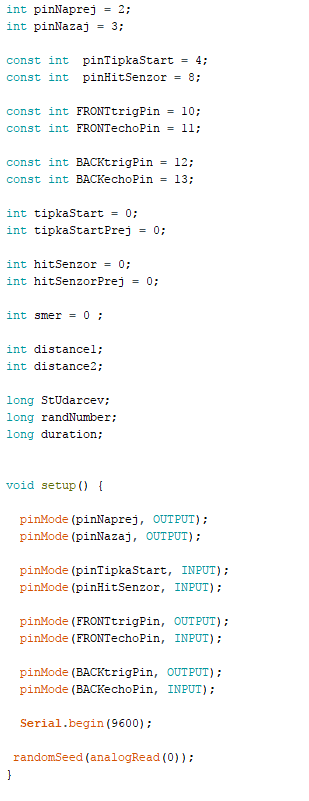 int pinNaprej = 2;
int pinNazaj = 3;
const int  pinTipkaStart = 4;
const int  pinHitSenzor = 8;
const int FRONTtrigPin = 10;
const int FRONTechoPin = 11;
const int BACKtrigPin = 12;
const int BACKechoPin = 13;
int tipkaStart = 0;
int tipkaStartPrej = 0;
int hitSenzor = 0;
int hitSenzorPrej = 0;
int smer = 0 ;
int distance1;
int distance2;
long StUdarcev;
long randNumber;
long duration;
void setup() {
  pinMode(pinNaprej, OUTPUT);
  pinMode(pinNazaj, OUTPUT);
  pinMode(pinTipkaStart, INPUT);
  pinMode(pinHitSenzor, INPUT);
  pinMode(FRONTtrigPin, OUTPUT);
  pinMode(FRONTechoPin, INPUT);
  pinMode(BACKtrigPin, OUTPUT);
  pinMode(BACKechoPin, INPUT);
  Serial.begin(9600);
 randomSeed(analogRead(0));
}